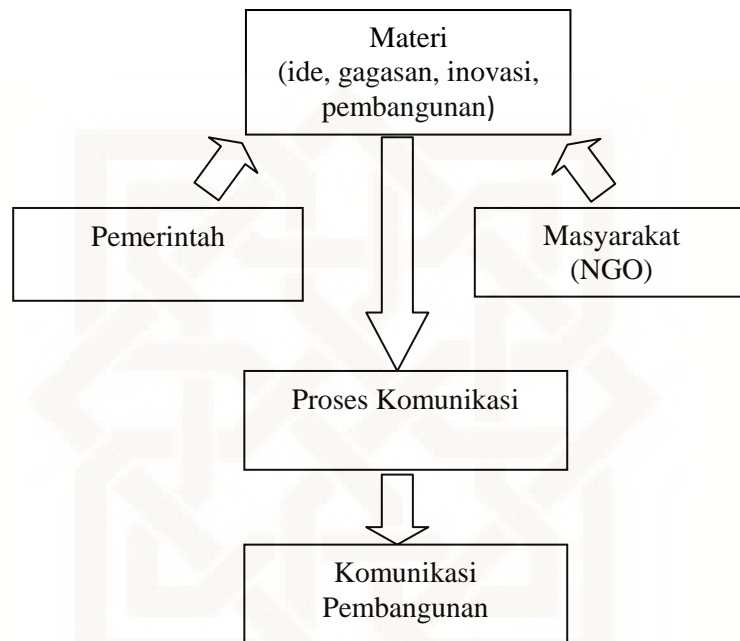 Materi
(ide, gagasan, inovasi,
pembangunan)
Pemerintah
Masyarakat
(NGO)
Proses Komunikasi
Komunikasi
Pembangunan